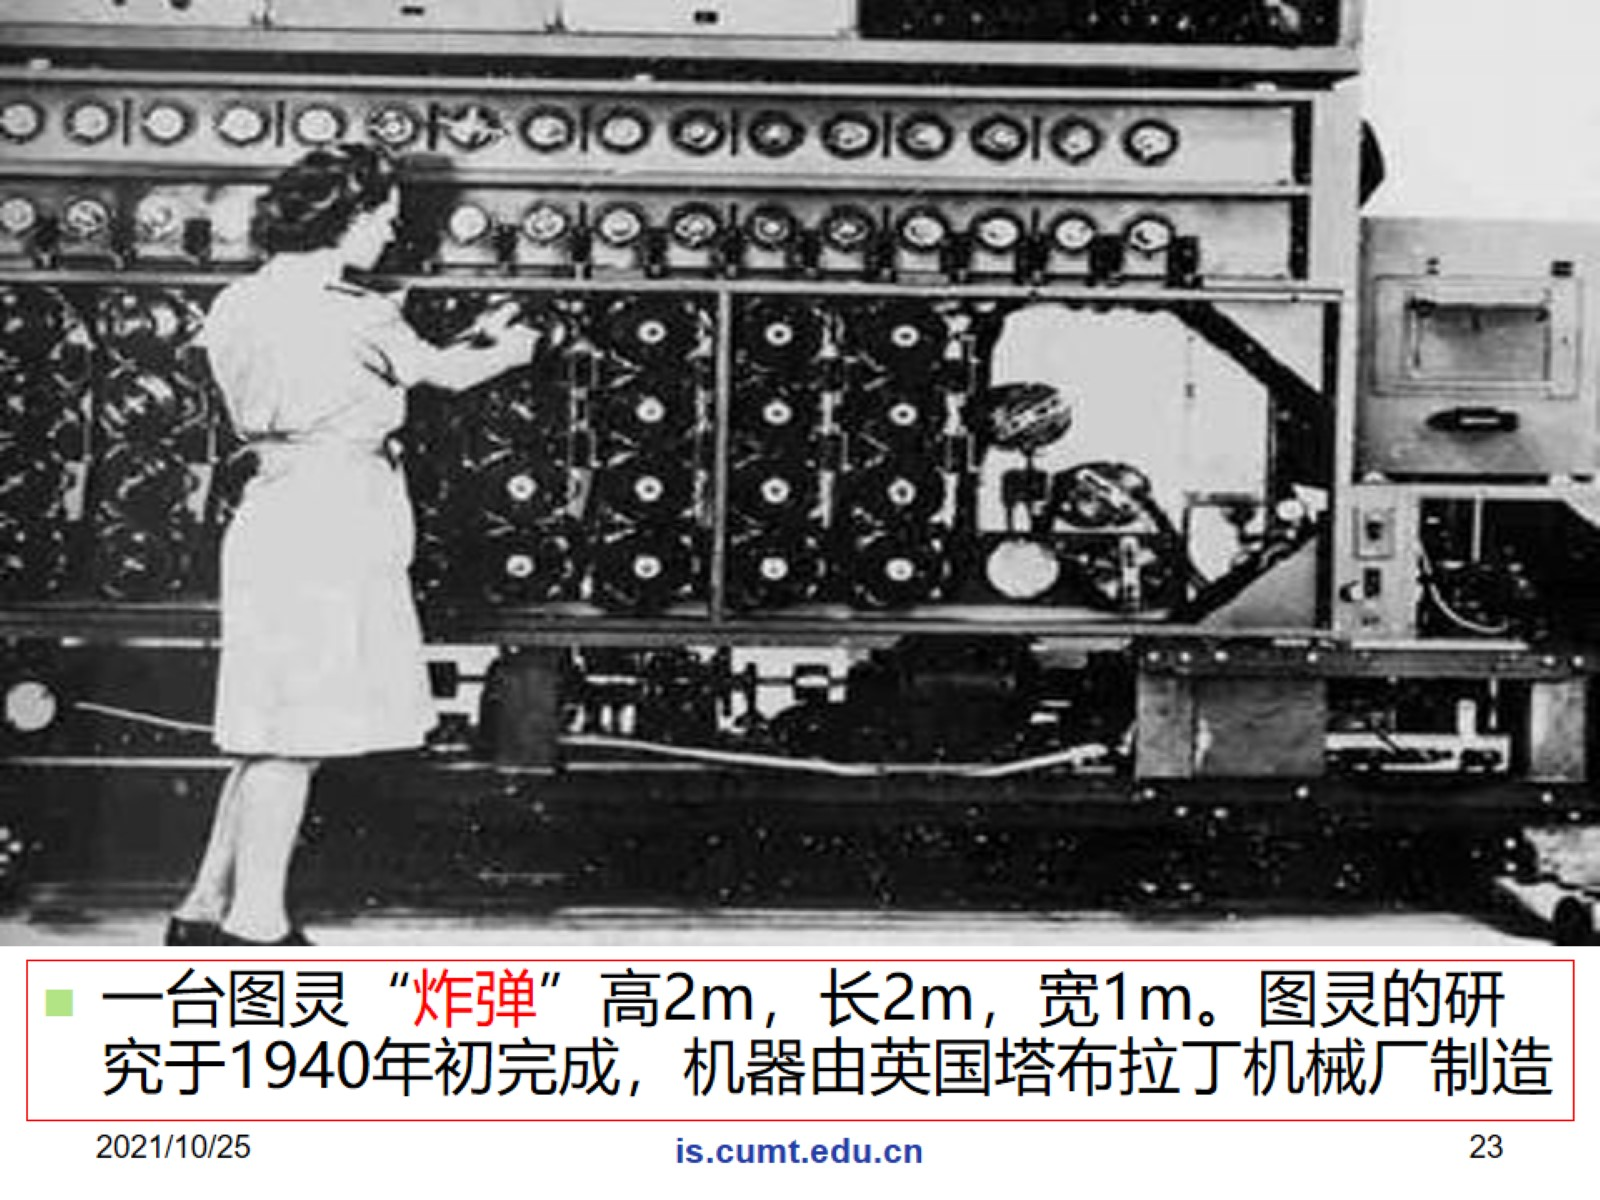 一台图灵“炸弹”高2m，长2m，宽1m。图灵的研
究于1940年初完成，机器由英国塔布拉丁机械厂制造
2021/10/25
is.cumt.edu.cn
23